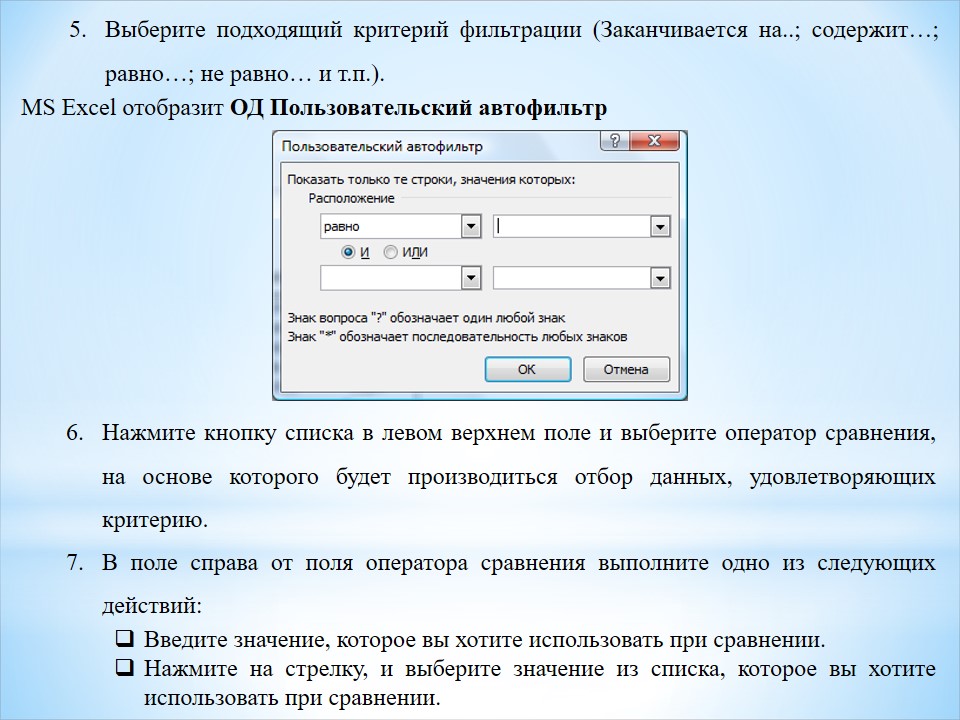 5. Выберите подходящий критерий фильтрации (Заканчивается на..; содержит…;
равно…; не равно… и т.п.).
MS Excel отобразит ОД Пользовательский автофильтр
Пользовательский автофильтр
Показать только те строки, значения которых:
Расположение
равно
И ИЛИ
Знак вопроса "?" обозначает один любой знак
Знак "*" обозначает последовательность любых знаков
ОК Отмена
6. Нажмите кнопку списка в левом верхнем поле и выберите оператор сравнения,
на основе которого будет производиться отбор данных, удовлетворяющих
критерию.
7. В поле справа от поля оператора сравнения выполните одно из следующих
действий:
❑ Введите значение, которое вы хотите использовать при сравнении.
❑ Нажмите на стрелку, и выберите значение из списка, которое вы хотите
использовать при сравнении.